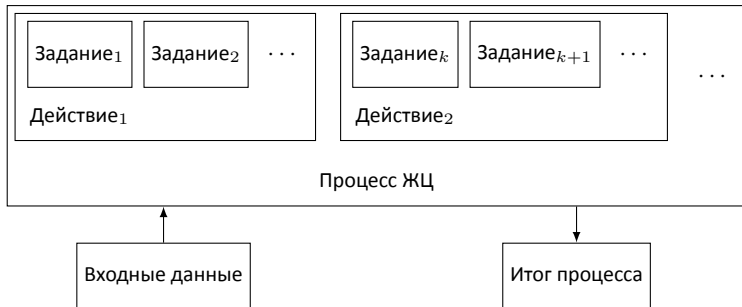 Задание₁ Задание₂ ··· Заданиеₖ Заданиеₖ₊₁ ···
···
Действие₁ Действие₂
Процесс ЖЦ
Входные данные Итог процесса